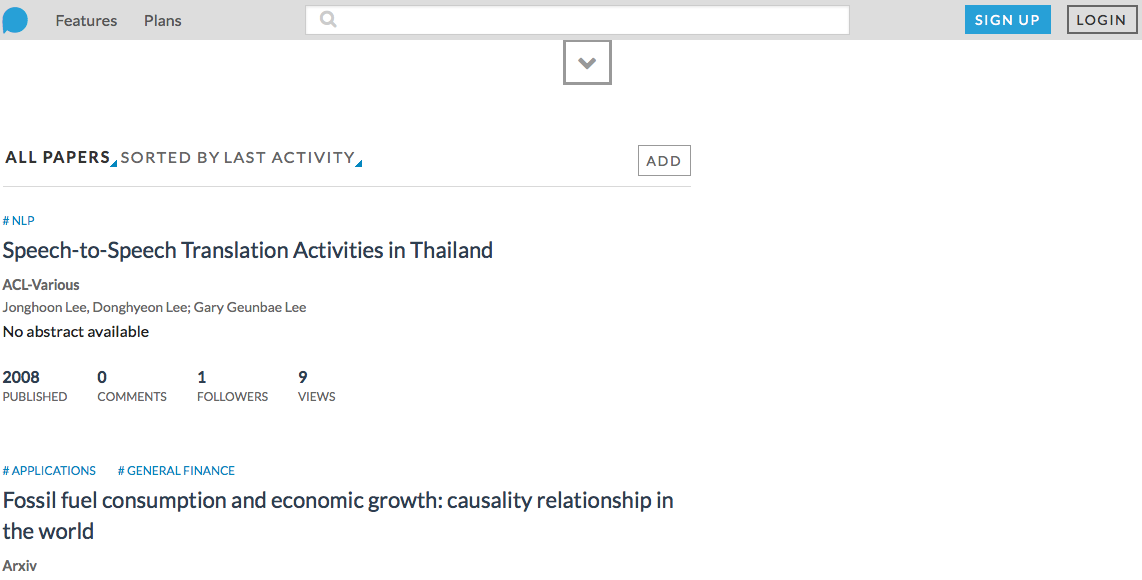 Features Plans SIGN UP LOGIN
ALL PAPERS SORTED BY LAST ACTIVITY ADD
# NLP
Speech-to-Speech Translation Activities in Thailand
ACL-Various
Jonghoon Lee, Donghyeon Lee; Gary Geunbae Lee
No abstract available
2008 0 1 9
PUBLISHED COMMENTS FOLLOWERS VIEWS
# APPLICATIONS # GENERAL FINANCE
Fossil fuel consumption and economic growth: causality relationship in
the world
Arxiv